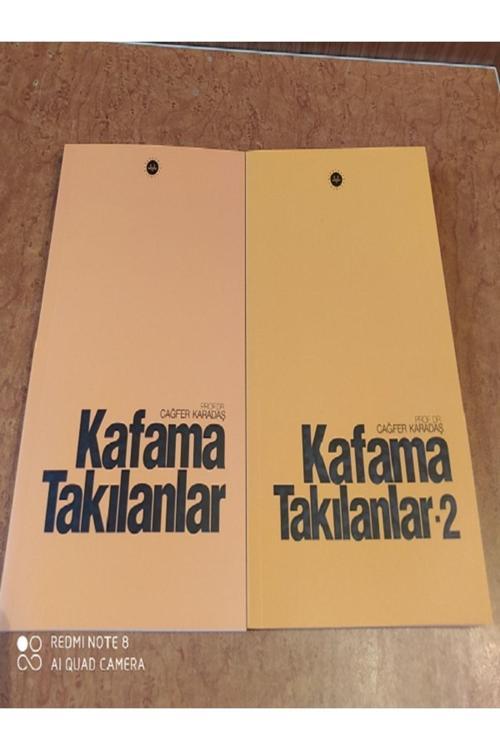 PROF.DR.
CAĞFER KARADAŞ
Kafama
Takılanlar
PROF.DR.
CAĞFER KARADAŞ
Kafama
Takılanlar-2
REDMI NOTE 8
AI QUAD CAMERA